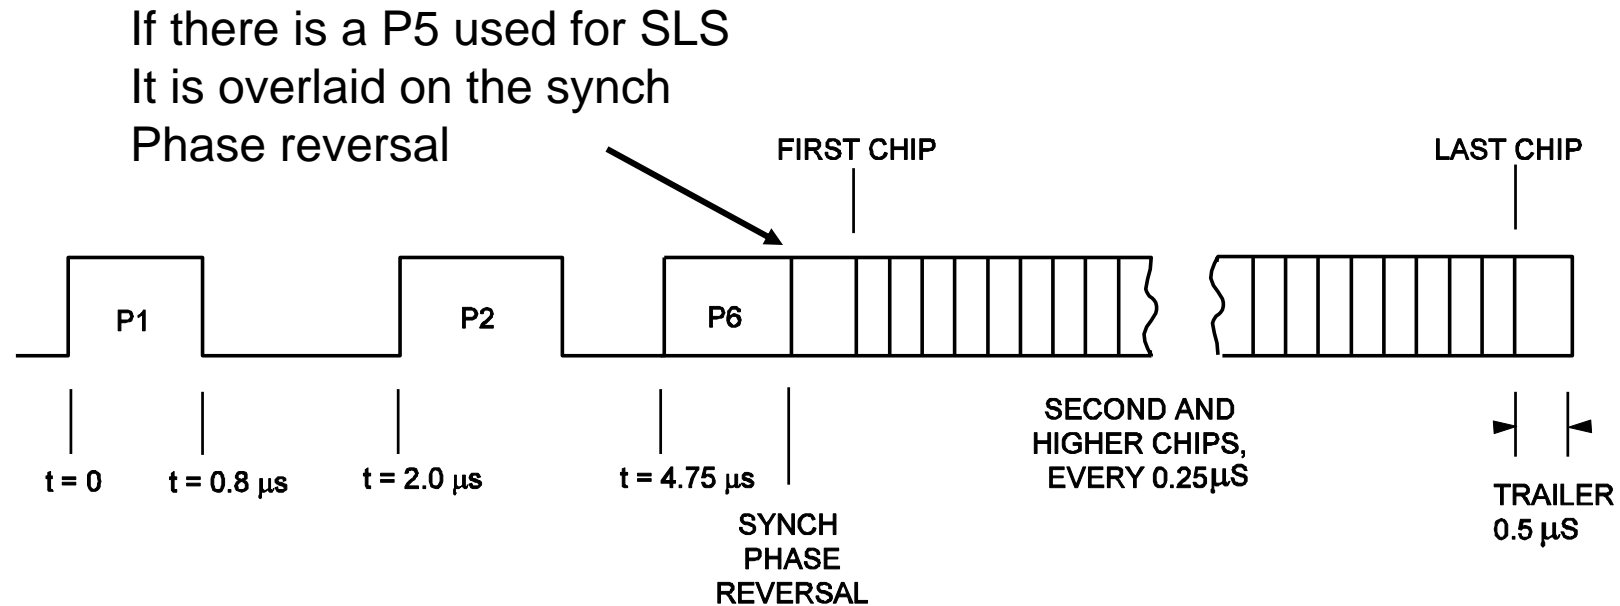 If there is a P5 used for SLS
It is overlaid on the synch
Phase reversal
FIRST CHIP
LAST CHIP
P1
P2
P6
SECOND AND
HIGHER CHIPS,
EVERY 0.25μS
t = 0
t = 0.8 μs
t = 2.0 μs
t = 4.75 μs
TRAILER
0.5 μS
SYNCH
PHASE
REVERSAL